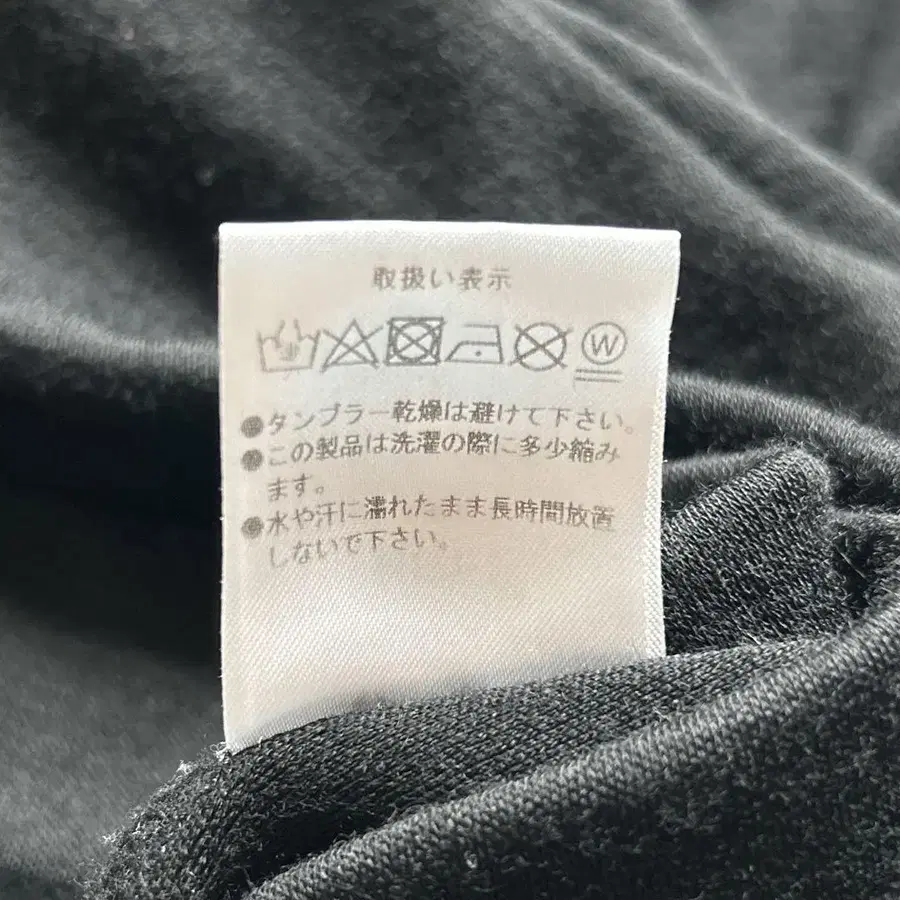 取扱い表示
W
●タンブラー乾燥は避けて下さい。
●この製品は洗濯の際に多少縮み
ます。
●水や汗に濡れたまま長時間放置
しないで下さい。